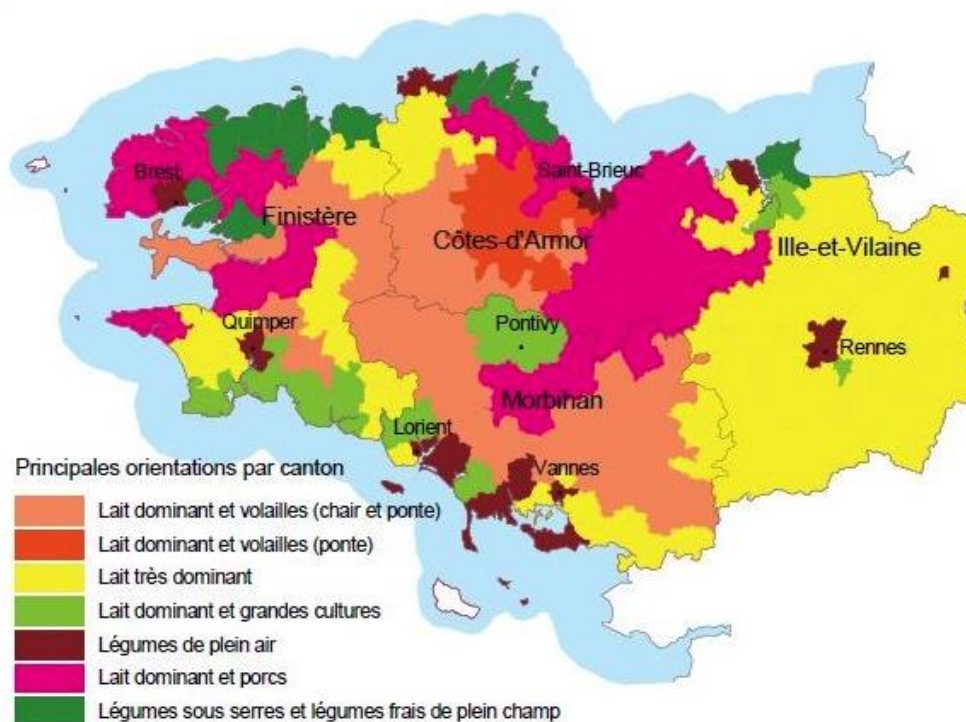 Brest
Saint-Brieuc
Finistère
Côtes-d'Armor
Ille-et-Vilaine
Quimper
Pontivy
Rennes
Morbihan
Lorient
Vannes
Principales orientations par canton
Lait dominant et volailles (chair et ponte)
Lait dominant et volailles (ponte)
Lait très dominant
Lait dominant et grandes cultures
Légumes de plein air
Lait dominant et porcs
Légumes sous serres et légumes frais de plein champ